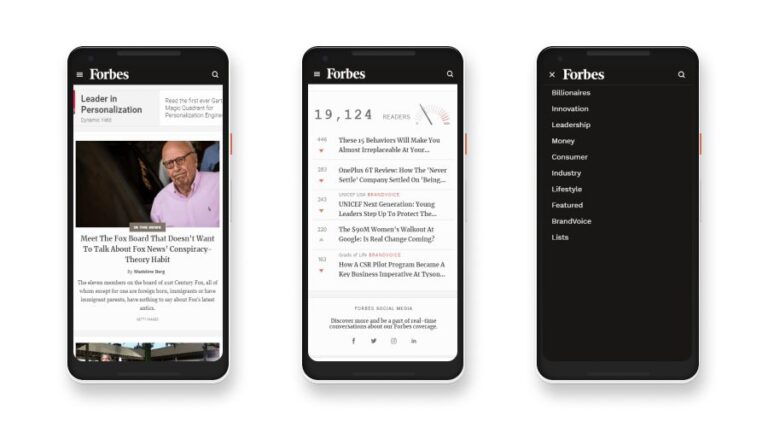 Forbes
Leader in
Personalization
Dynamic Yield
Read the first ever Gart
Magic Quadrant for
Personalization Engine
IN THE NEWS
Meet The Fox Board That Doesn't Want
To Talk About Fox News' Conspiracy-
Theory Habit
By Madeline Berg
The eleven members on the board of 21st Century Fox, all
of whom except for one are foreign born, immigrants or have
immigrant parents, have nothing to say about Fox's latest
antics.
GETTY IMAGES
Forbes
19,124 READERS
446 These 15 Behaviors Will Make You
Almost Irreplaceable At Your...
283 OnePlus 6T Review: How The 'Never
Settle' Company Settled On 'Being...
UNICEF USA BRANDVOICE
243 UNICEF Next Generation: Young
Leaders Step Up To Protect The...
220 The $90M Women's Walkout At
Google: Is Real Change Coming?
Grads of Life BRANDVOICE
163 How A CSR Pilot Program Became A
Key Business Imperative At Tyson...
FORBES SOCIAL MEDIA
Discover more and be a part of real-time
conversations about our Forbes coverage.
Forbes
Billionaires
Innovation
Leadership
Money
Consumer
Industry
Lifestyle
Featured
BrandVoice
Lists